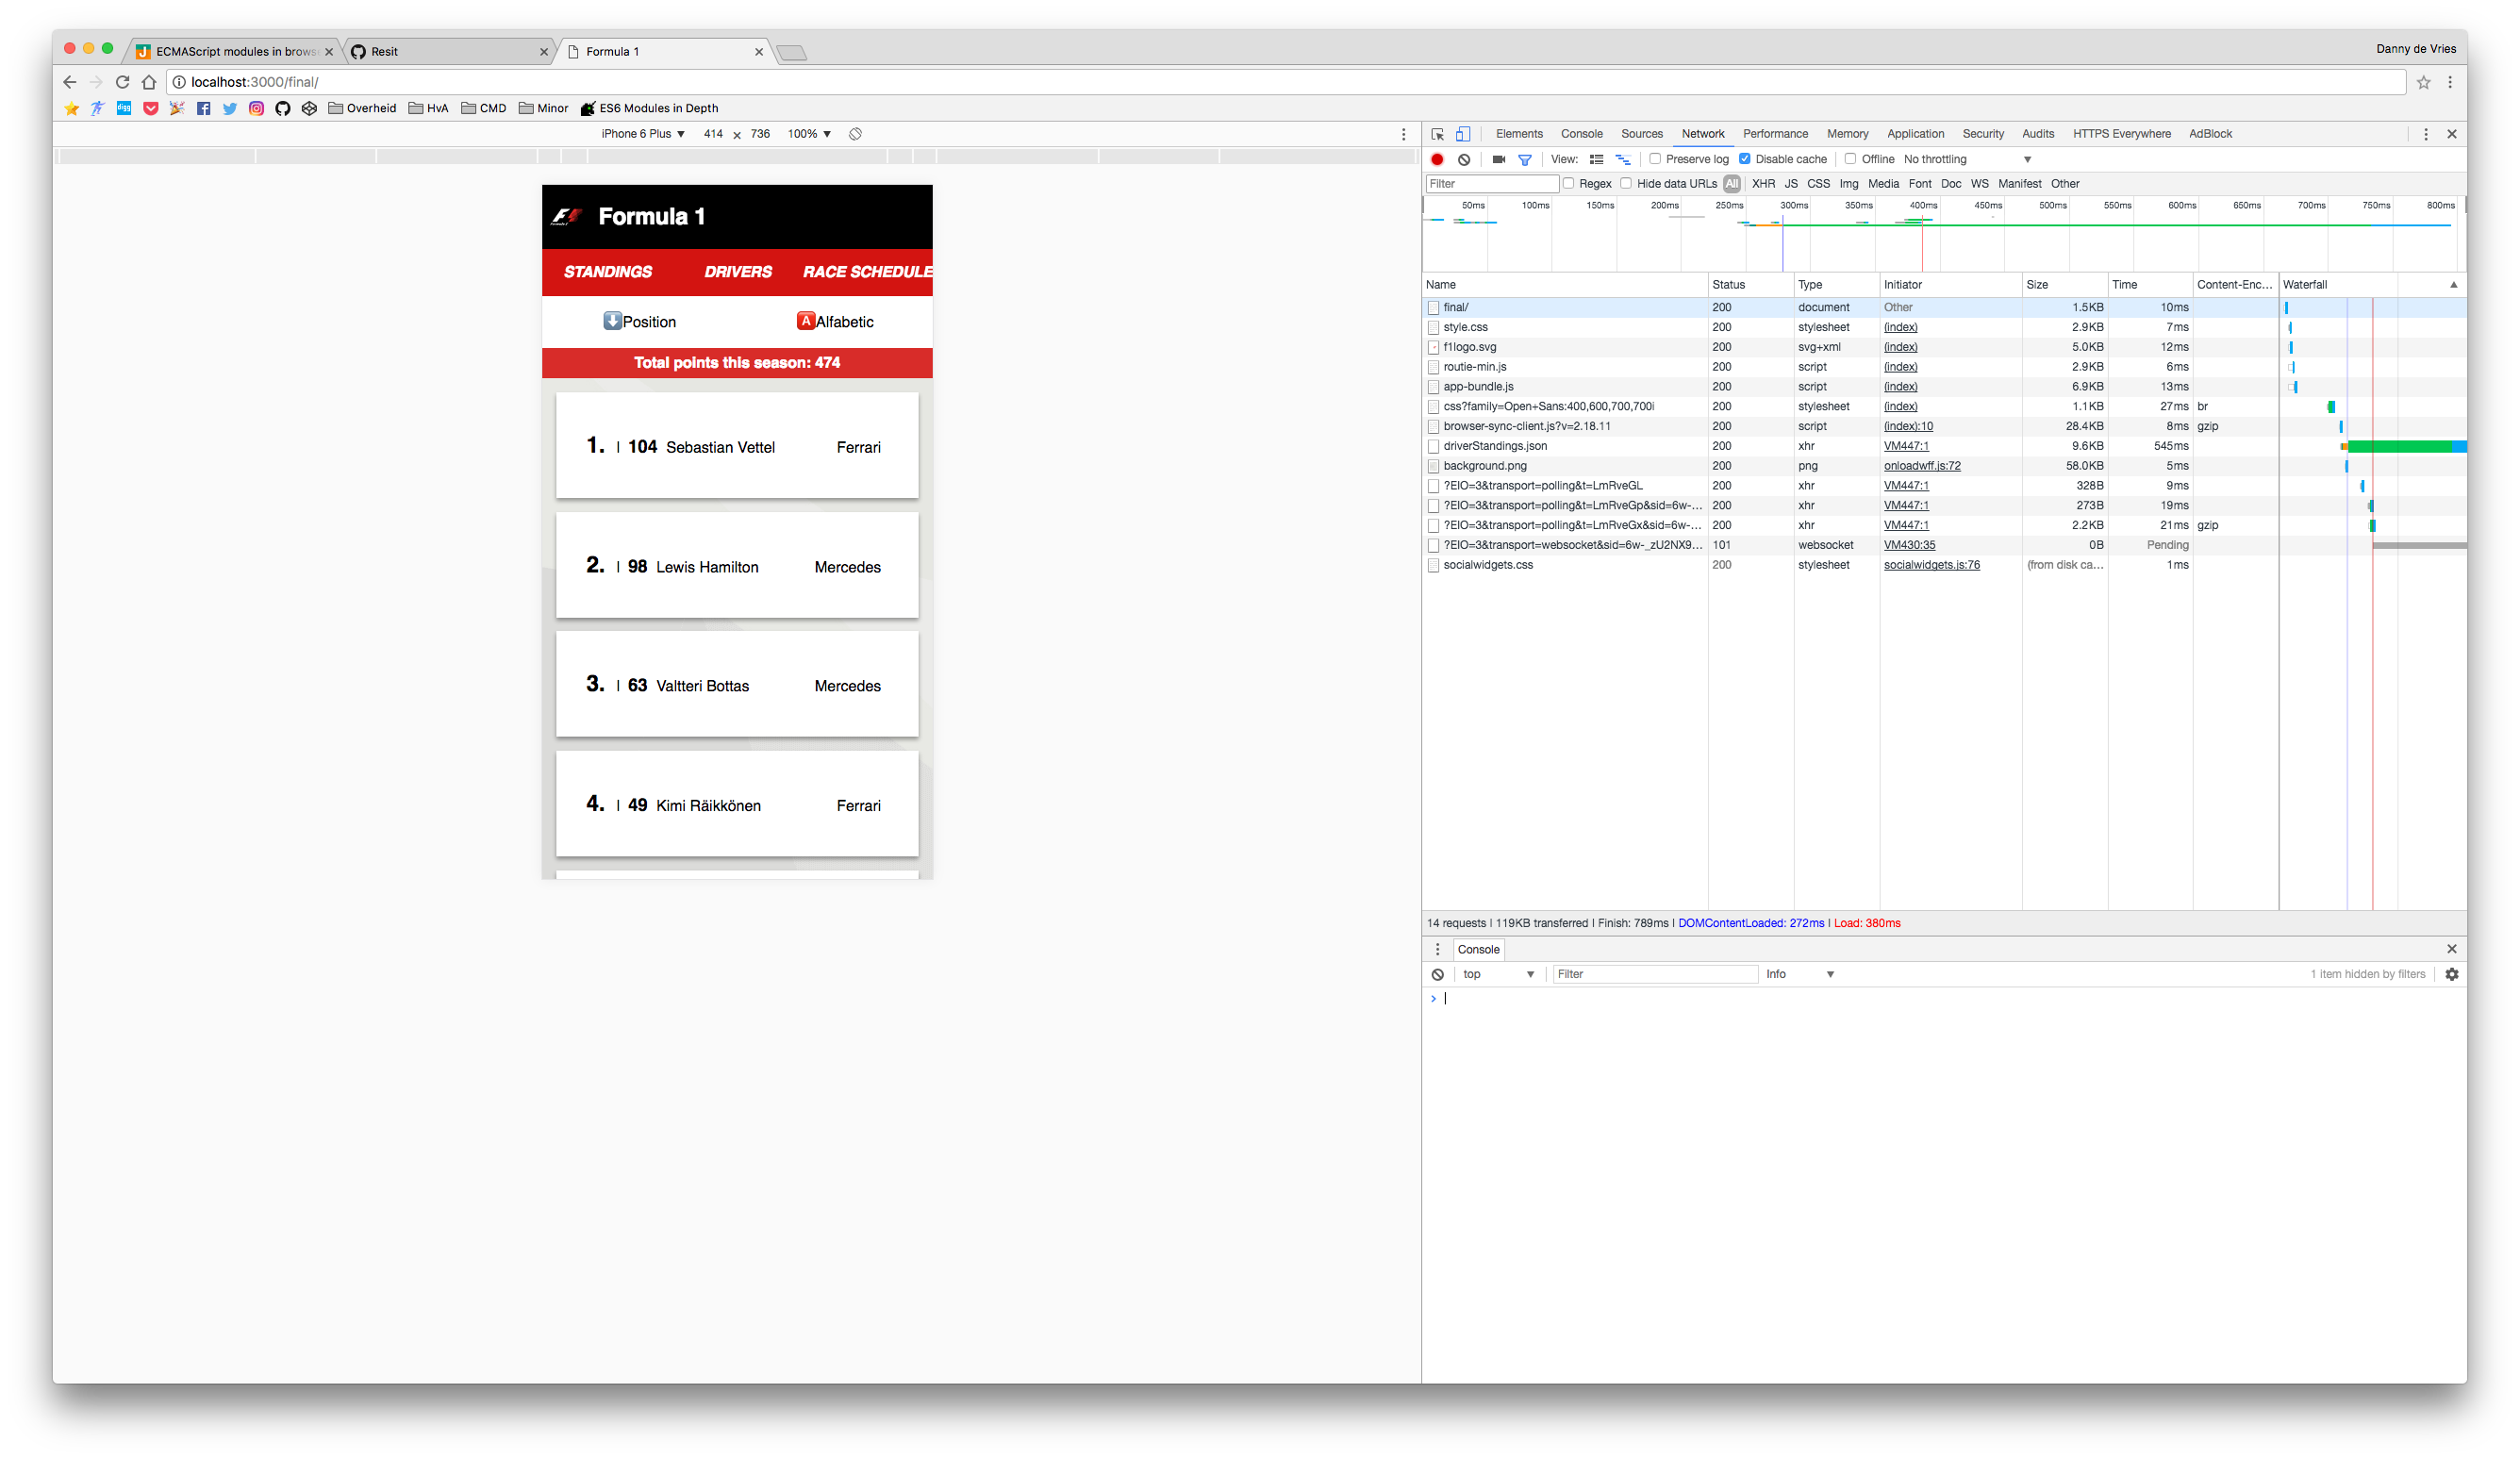 ECMAScript modules in brows
Resit
Formula 1
Danny de Vries
localhost:3000/final/
Overheid HvA CMD Minor ES6 Modules in Depth
iPhone 6 Plus ▼ 414 × 736 100% ▼
Formula 1
STANDINGS DRIVERS RACE SCHEDULE
Position Alfabetic
Total points this season: 474
1. | 104 Sebastian Vettel Ferrari
2. | 98 Lewis Hamilton Mercedes
3. | 63 Valtteri Bottas Mercedes
4. | 49 Kimi Räikkönen Ferrari
Elements Console Sources Network Performance Memory Application Security Audits HTTPS Everywhere AdBlock
View: Preserve log Disable cache Offline No throttling
Filter Regex Hide data URLs All XHR JS CSS Img Media Font Doc WS Manifest Other
50ms 100ms 150ms 200ms 250ms 300ms 350ms 400ms 450ms 500ms 550ms 600ms 650ms 700ms 750ms 800ms
Name Status Type Initiator Size Time Content-Enc... Waterfall
final/ 200 document Other 1.5KB 10ms
style.css 200 stylesheet (index) 2.9KB 7ms
f1logo.svg 200 svg+xml (index) 5.0KB 12ms
routie-min.js 200 script (index) 2.9KB 6ms
app-bundle.js 200 script (index) 6.9KB 13ms
css?family=Open+Sans:400,600,700,700i 200 stylesheet (index) 1.1KB 27ms br
browser-sync-client.js?v=2.18.11 200 script (index):10 28.4KB 8ms gzip
driverStandings.json 200 xhr VM447:1 9.6KB 545ms
background.png 200 png onloadwff.js:72 58.0KB 5ms
?EIO=3&transport=polling&t=LmRveGL 200 xhr VM447:1 328B 9ms
?EIO=3&transport=polling&t=LmRveGp&sid=6w-... 200 xhr VM447:1 273B 19ms
?EIO=3&transport=polling&t=LmRveGx&sid=6w-... 200 xhr VM447:1 2.2KB 21ms gzip
?EIO=3&transport=websocket&sid=6w-_zU2NX9... 101 websocket VM430:35 0B Pending
socialwidgets.css 200 stylesheet socialwidgets.js:76 (from disk ca... 1ms
14 requests | 119KB transferred | Finish: 789ms | DOMContentLoaded: 272ms | Load: 380ms
Console
top Filter Info 1 item hidden by filters